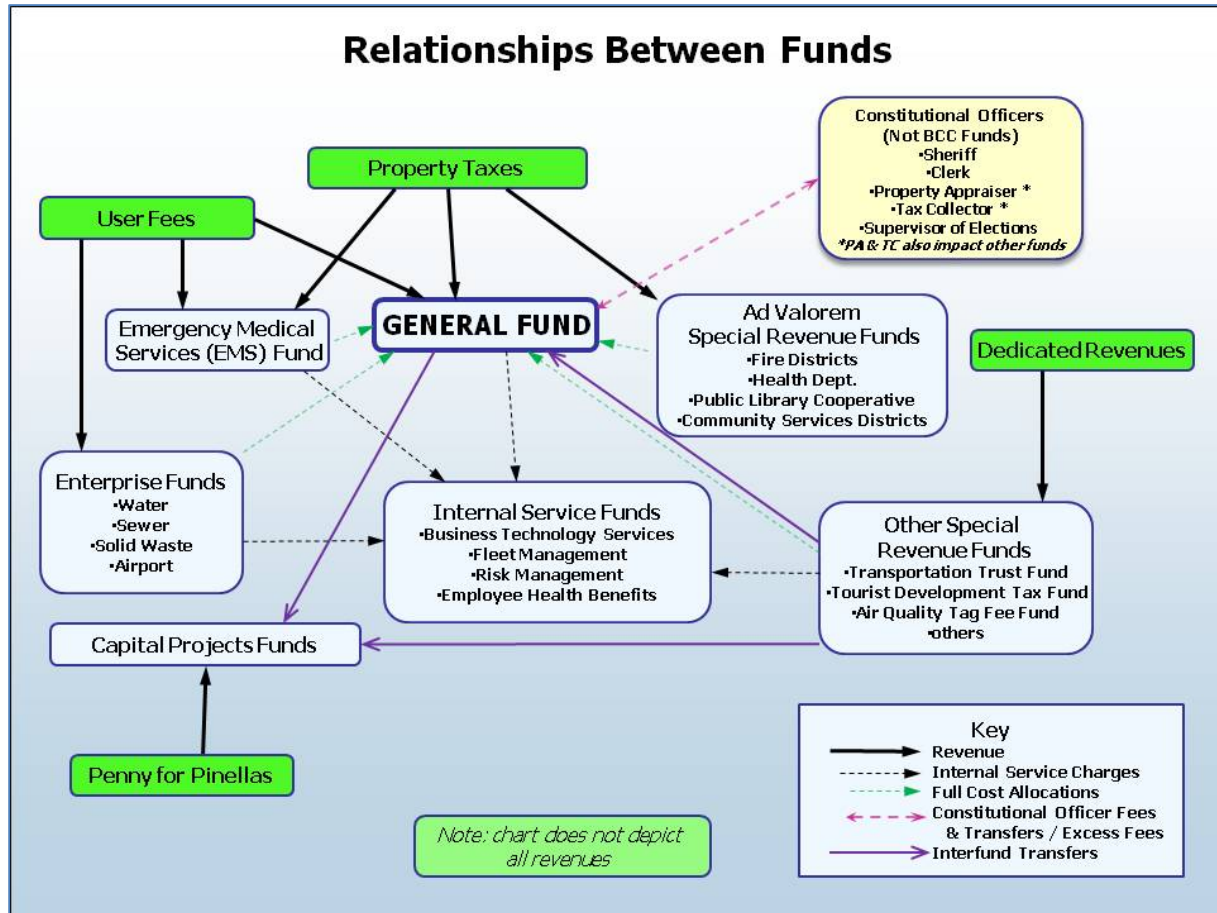 Relationships Between Funds
Constitutional Officers
(Not BCC Funds)
•Sheriff
•Clerk
•Property Appraiser *
•Tax Collector *
•Supervisor of Elections
*PA & TC also impact other funds
Property Taxes
User Fees
Emergency Medical
Services (EMS) Fund
GENERAL FUND
Ad Valorem
Special Revenue Funds
•Fire Districts
•Health Dept.
•Public Library Cooperative
•Community Services Districts
Dedicated Revenues
Enterprise Funds
•Water
•Sewer
•Solid Waste
•Airport
Internal Service Funds
•Business Technology Services
•Fleet Management
•Risk Management
•Employee Health Benefits
Other Special
Revenue Funds
•Transportation Trust Fund
•Tourist Development Tax Fund
•Air Quality Tag Fee Fund
•others
Capital Projects Funds
Penny for Pinellas
Note: chart does not depict
all revenues
Key
Revenue
Internal Service Charges
Full Cost Allocations
Constitutional Officer Fees
& Transfers / Excess Fees
Interfund Transfers